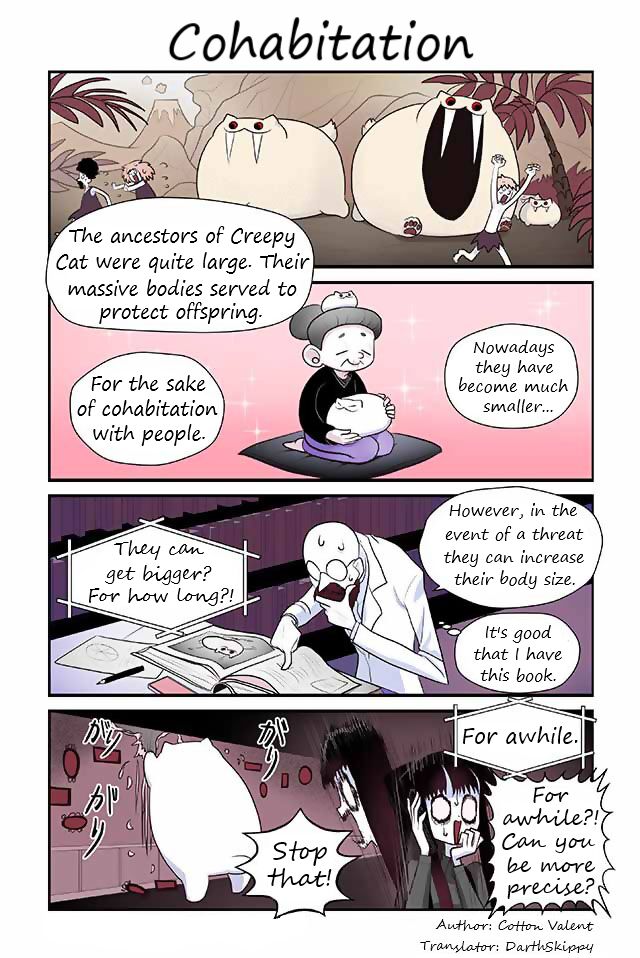 Cohabitation
The ancestors of Creepy
Cat were quite large. Their
massive bodies served to
protect offspring.
Nowadays
they have
become much
smaller...
For the sake
of cohabitation
with people.
They can
get bigger?
For how long?!
However, in the
event of a threat
they can increase
their body size.
It's good
that I have
this book.
For awhile.
ガリ
ガリ
ガリ
Stop
that!
For
awhile?!
Can you
be more
precise?
Author: Cotton Valent
Translator: DarthSkippy